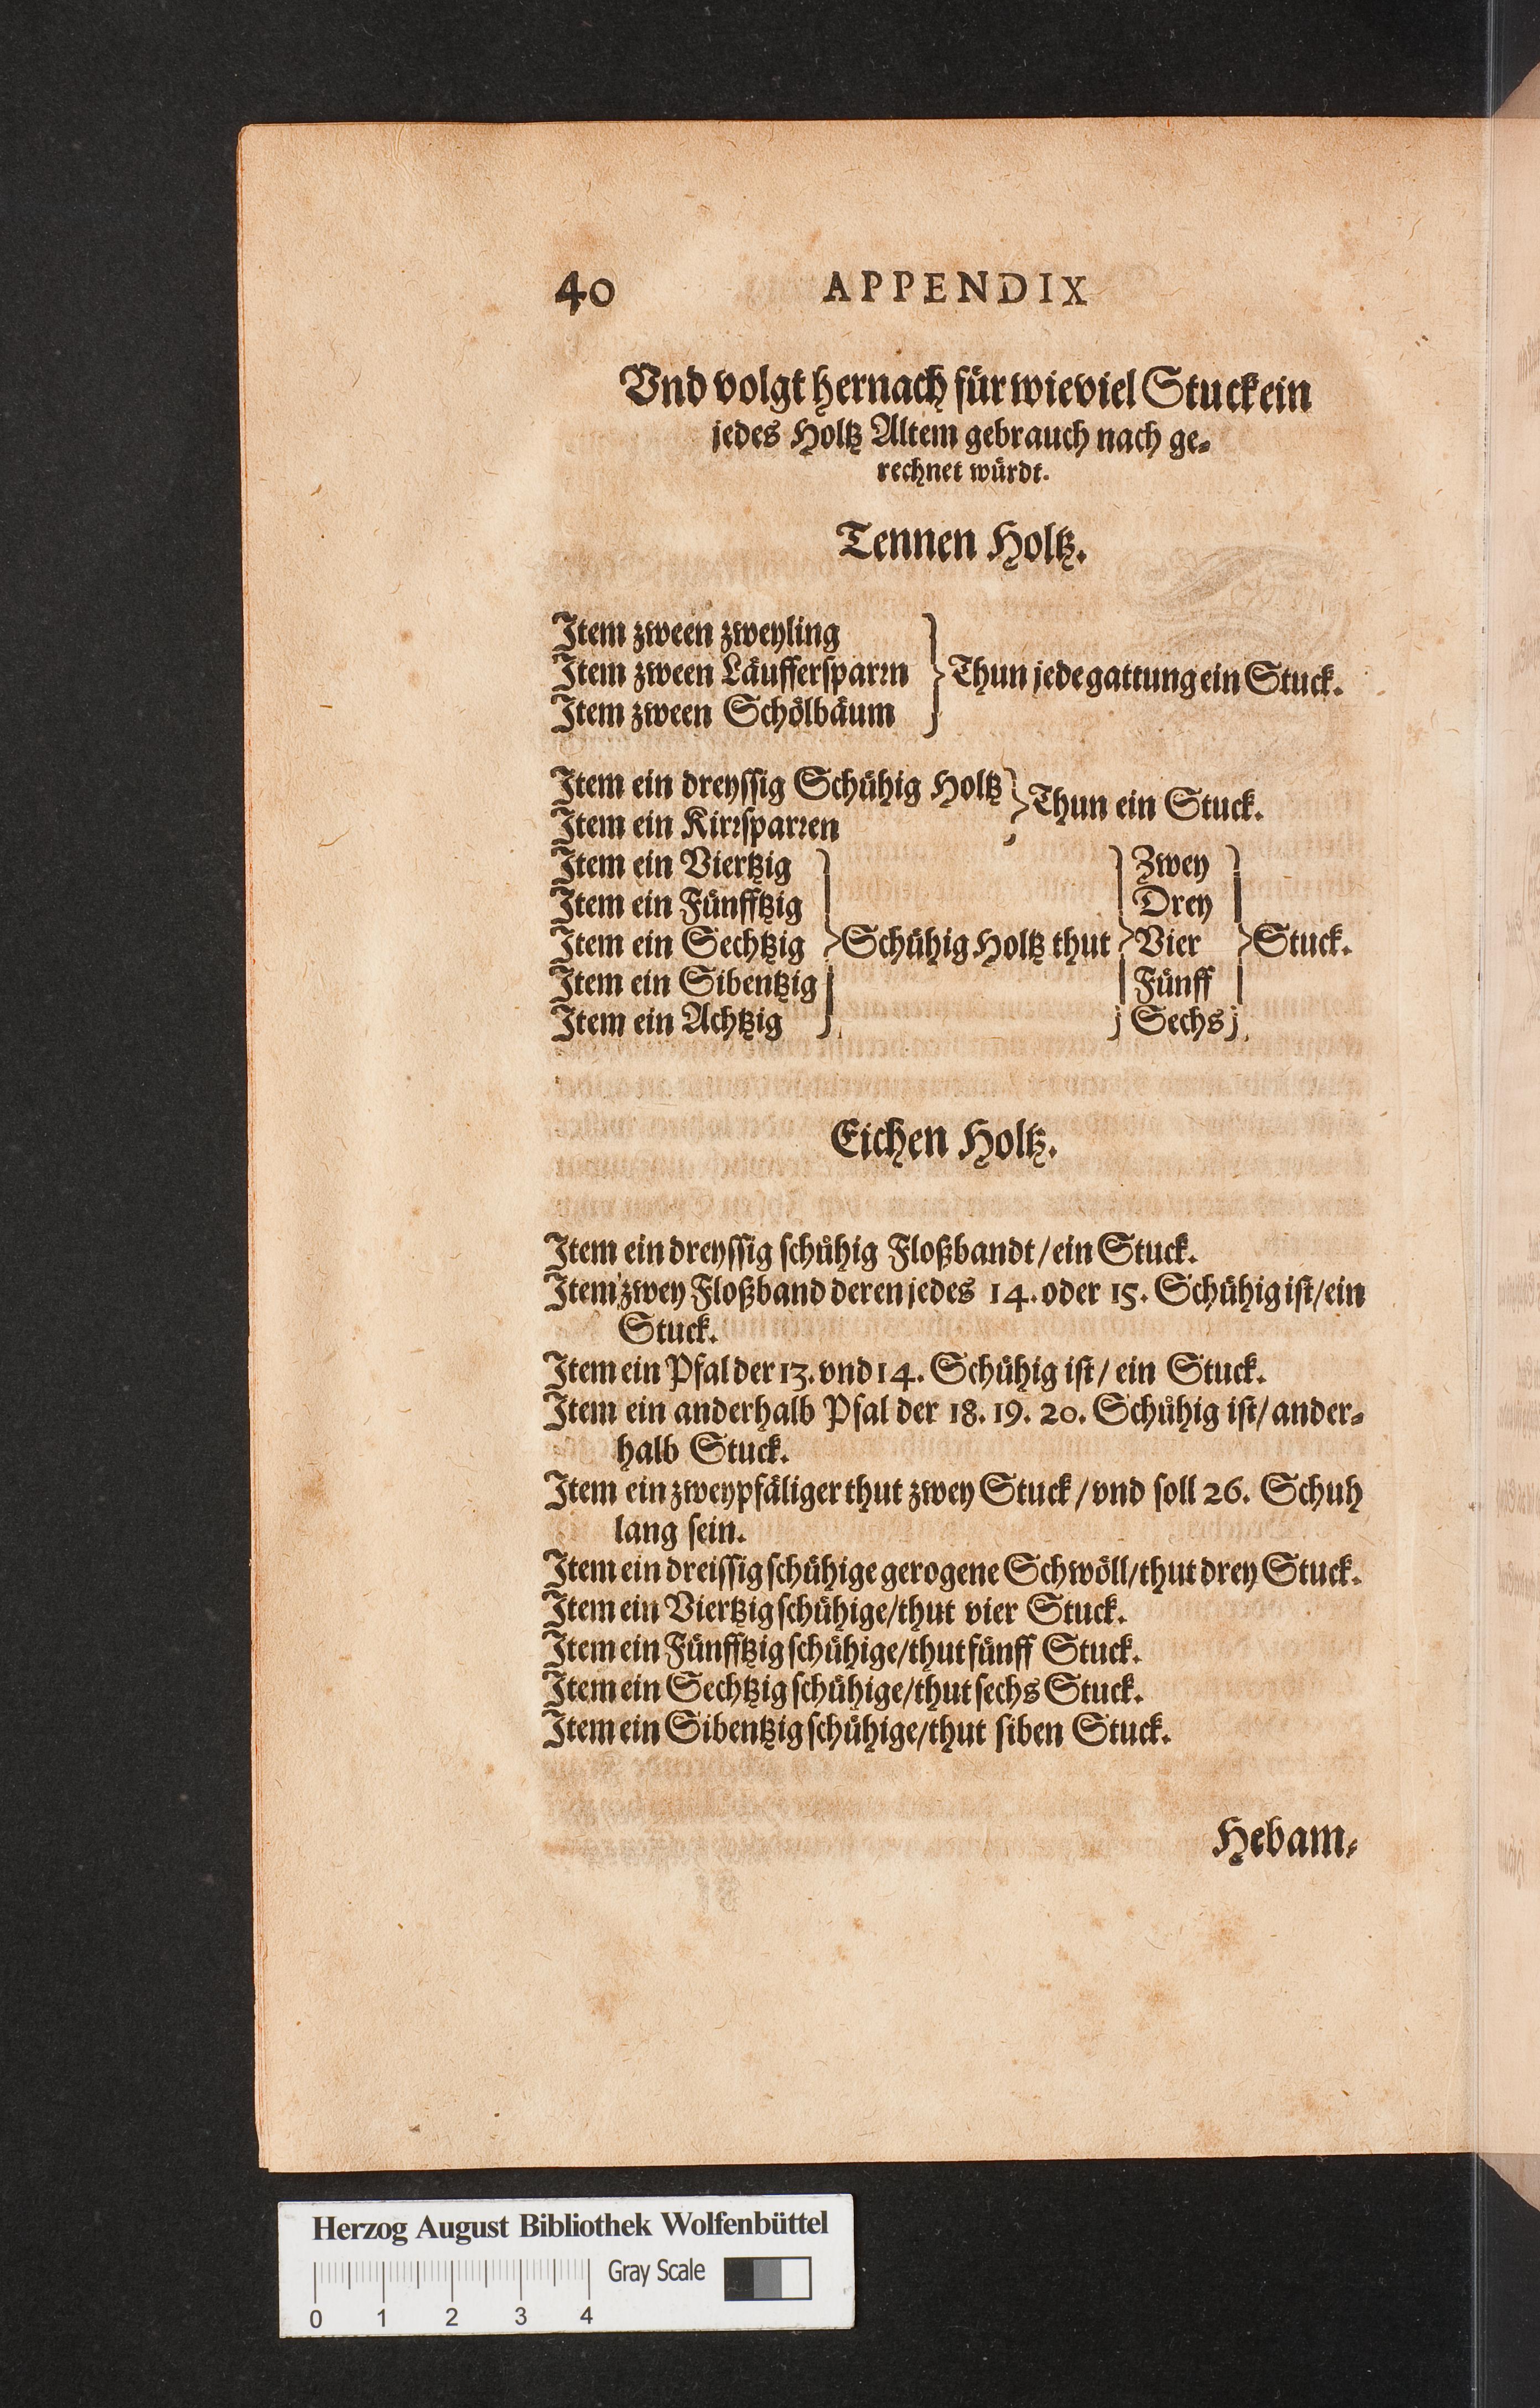 40 APPENDIX
Vnd volgt hernach für wieviel Stuck ein
jedes Holtz Altem gebrauch nach ge-
rechnet würdt.
Tennen Holtz.
Item zween zweyling
Item zween Läuffersparrn } Thun jede gattung ein Stuck.
Item zween Schölbäum
Item ein dreyssig Schühig Holtz } Thun ein Stuck.
Item ein Kirrsparren
Item ein Viertzig Zwey
Item ein Fünfftzig Drey
Item ein Sechtzig } Schühig Holtz thut } Vier } Stuck.
Item ein Sibentzig Fünff
Item ein Achtzig Sechs
Eichen Holtz.
Item ein dreyssig schühig Floßbandt / ein Stuck.
Item zwey Floßband deren jedes 14. oder 15. Schühig ist / ein
Stuck.
Item ein Pfal der 13. vnd 14. Schühig ist / ein Stuck.
Item ein anderhalb Pfal der 18. 19. 20. Schühig ist / ander-
halb Stuck.
Item ein zweypfäliger thut zwey Stuck / vnd soll 26. Schuh
lang sein.
Item ein dreissig schühige gerogene Schwöll / thut drey Stuck.
Item ein Viertzig schühige / thut vier Stuck.
Item ein Fünfftzig schühige / thut fünff Stuck.
Item ein Sechtzig schühige / thut sechs Stuck.
Item ein Sibentzig schühige / thut siben Stuck.
Hebam-
Herzog August Bibliothek Wolfenbüttel
Gray Scale
0 1 2 3 4